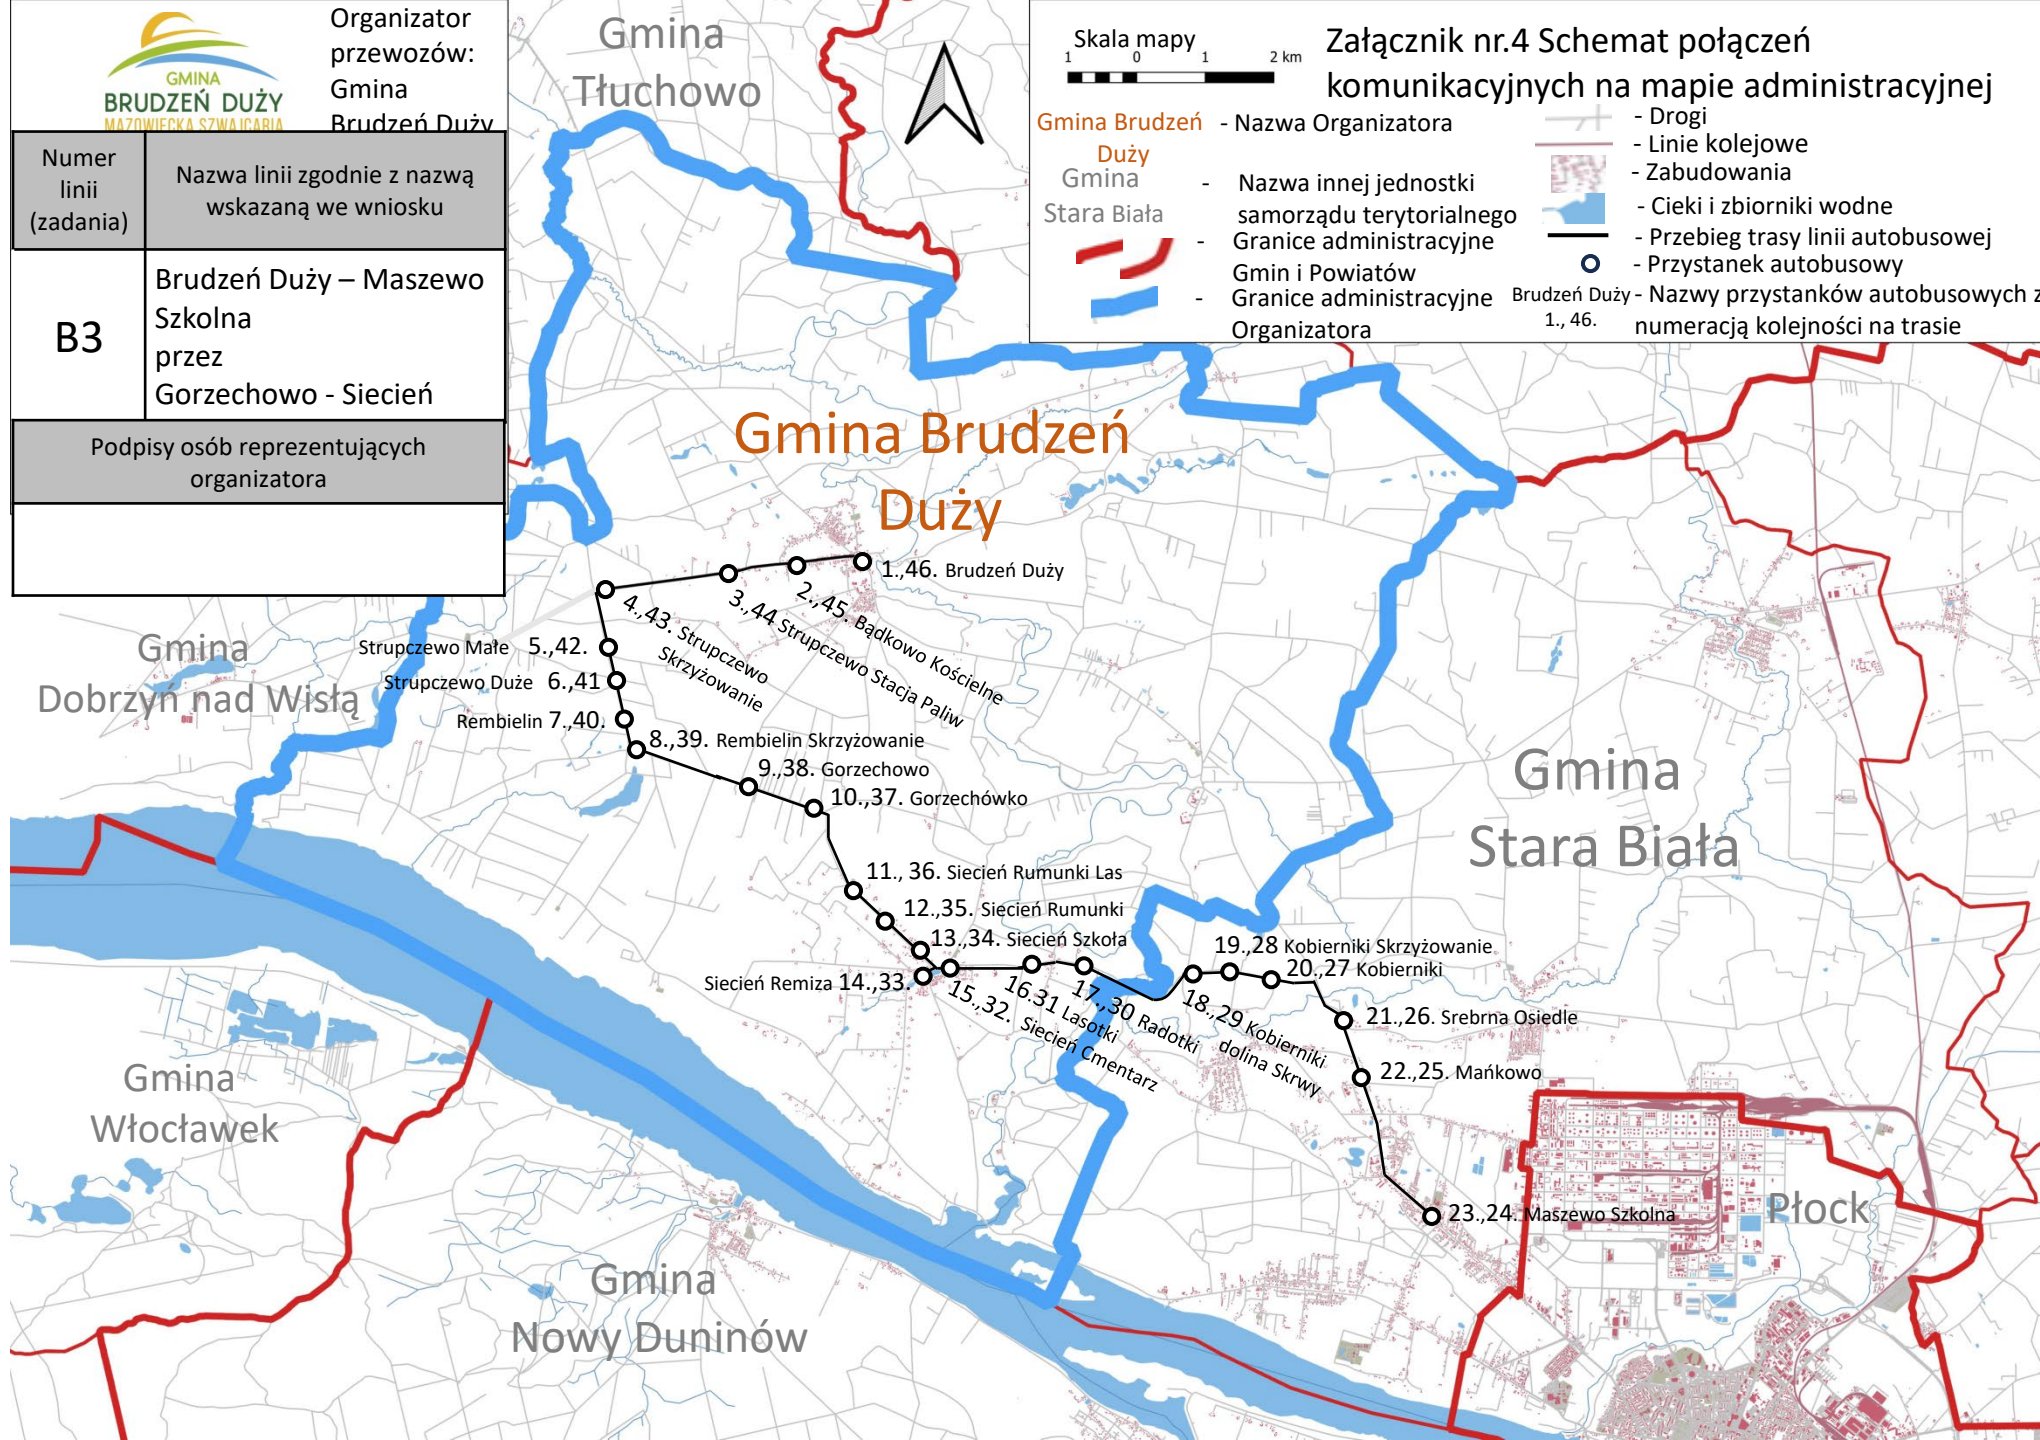 GMINA
BRUDZEŃ DUŻY
MAZOWIECKA SZWAJCARIA
Organizator
przewozów:
Gmina
Brudzeń Duży
Numer
linii
(zadania)
Nazwa linii zgodnie z nazwą
wskazaną we wniosku
B3
Brudzeń Duży – Maszewo
Szkolna
przez
Gorzechowo - Siecień
Podpisy osób reprezentujących
organizatora
Skala mapy
1 0 1 2 km
Załącznik nr.4 Schemat połączeń
komunikacyjnych na mapie administracyjnej
Gmina Brudzeń
Duży
- Nazwa Organizatora
Gmina
Stara Biała
- Nazwa innej jednostki
samorządu terytorialnego
- Granice administracyjne
Gmin i Powiatów
- Granice administracyjne
Organizatora
- Drogi
- Linie kolejowe
- Zabudowania
- Cieki i zbiorniki wodne
- Przebieg trasy linii autobusowej
- Przystanek autobusowy
Brudzeń Duży
1., 46.
- Nazwy przystanków autobusowych z
numeracją kolejności na trasie
Gmina
Tłuchowo
Gmina Brudzeń
Duży
1.,46. Brudzeń Duży
2.,45. Bądkowo Kościelne
3.,44 Strupczewo Stacja Paliw
4.,43. Strupczewo
Skrzyżowanie
Strupczewo Małe 5.,42.
Strupczewo Duże 6.,41
Rembielin 7.,40.
8.,39. Rembielin Skrzyżowanie
9.,38. Gorzechowo
10.,37. Gorzechówko
11., 36. Siecień Rumunki Las
12.,35. Siecień Rumunki
13.,34. Siecień Szkoła
Siecień Remiza 14.,33.
15.,32. Siecień Cmentarz
16.31 Lasotki
17.,30 Radotki
18.,29 Kobierniki
dolina Skrwy
19.,28 Kobierniki Skrzyżowanie
20.,27 Kobierniki
21.,26. Srebrna Osiedle
22.,25. Mańkowo
23.,24. Maszewo Szkolna
Gmina
Dobrzyń nad Wisłą
Gmina
Stara Biała
Gmina
Włocławek
Gmina
Nowy Duninów
Płock